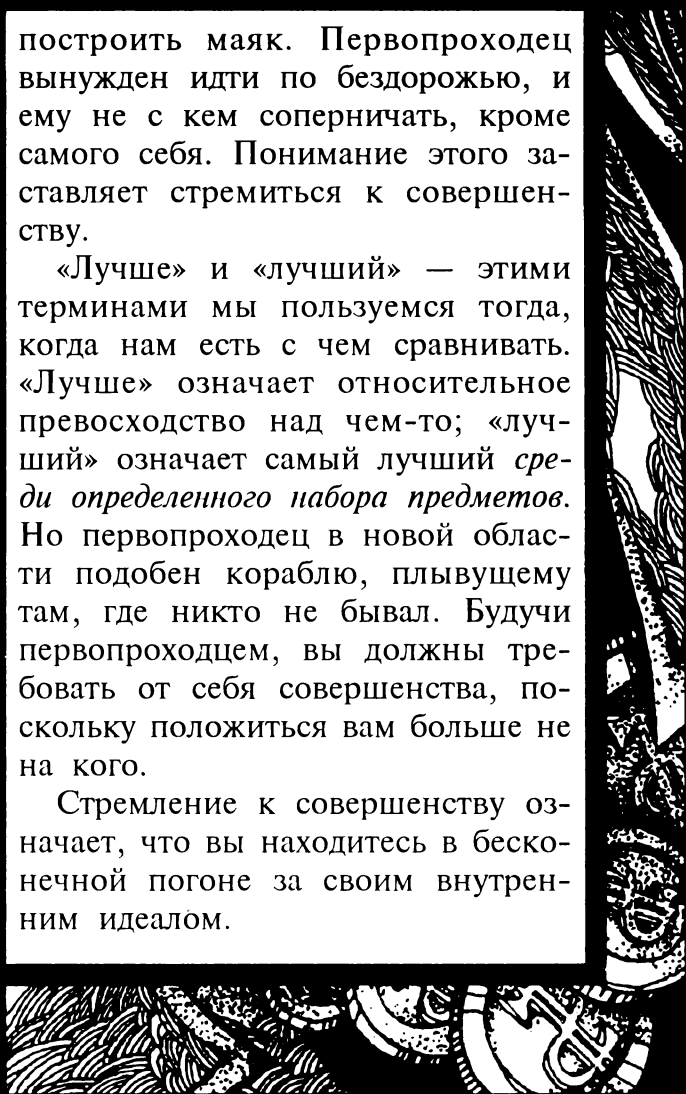 построить маяк. Первопроходец
вынужден идти по бездорожью, и
ему не с кем соперничать, кроме
самого себя. Понимание этого за-
ставляет стремиться к совершен-
ству.
«Лучше» и «лучший» — этими
терминами мы пользуемся тогда,
когда нам есть с чем сравнивать.
«Лучше» означает относительное
превосходство над чем-то; «луч-
ший» означает самый лучший сре-
ди определенного набора предметов.
Но первопроходец в новой облас-
ти подобен кораблю, плывущему
там, где никто не бывал. Будучи
первопроходцем, вы должны тре-
бовать от себя совершенства, по-
скольку положиться вам больше не
на кого.
Стремление к совершенству оз-
начает, что вы находитесь в беско-
нечной погоне за своим внутрен-
ним идеалом.